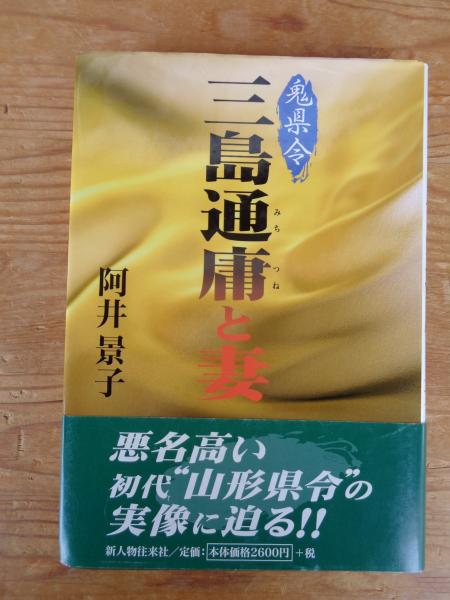 鬼県令
三島通庸と妻
みち つね
阿井景子
悪名高い
初代“山形県令”の
実像に迫る!!
新人物往来社/定価:本体価格2600円+税